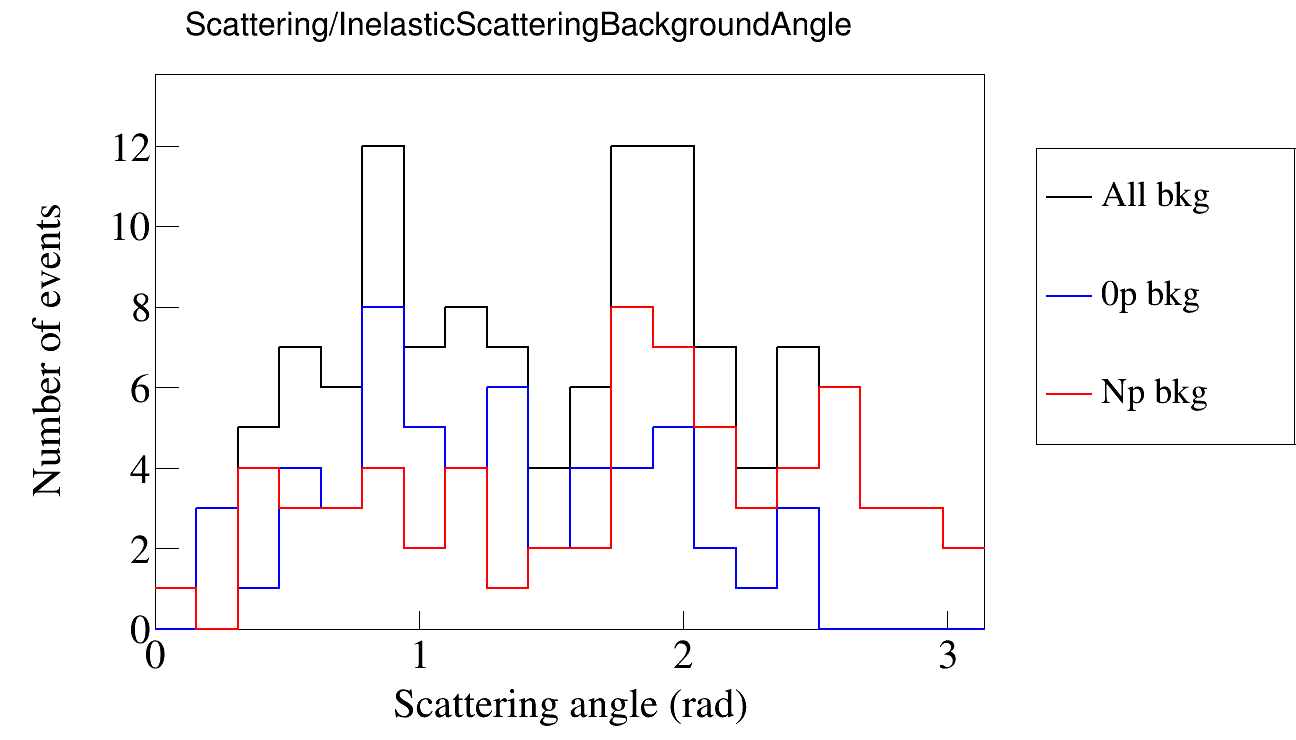 Scattering/InelasticScatteringBackgroundAngle
12
10
8
6
4
2
0
0 1 2 3
Number of events
Scattering angle (rad)
All bkg
0p bkg
Np bkg